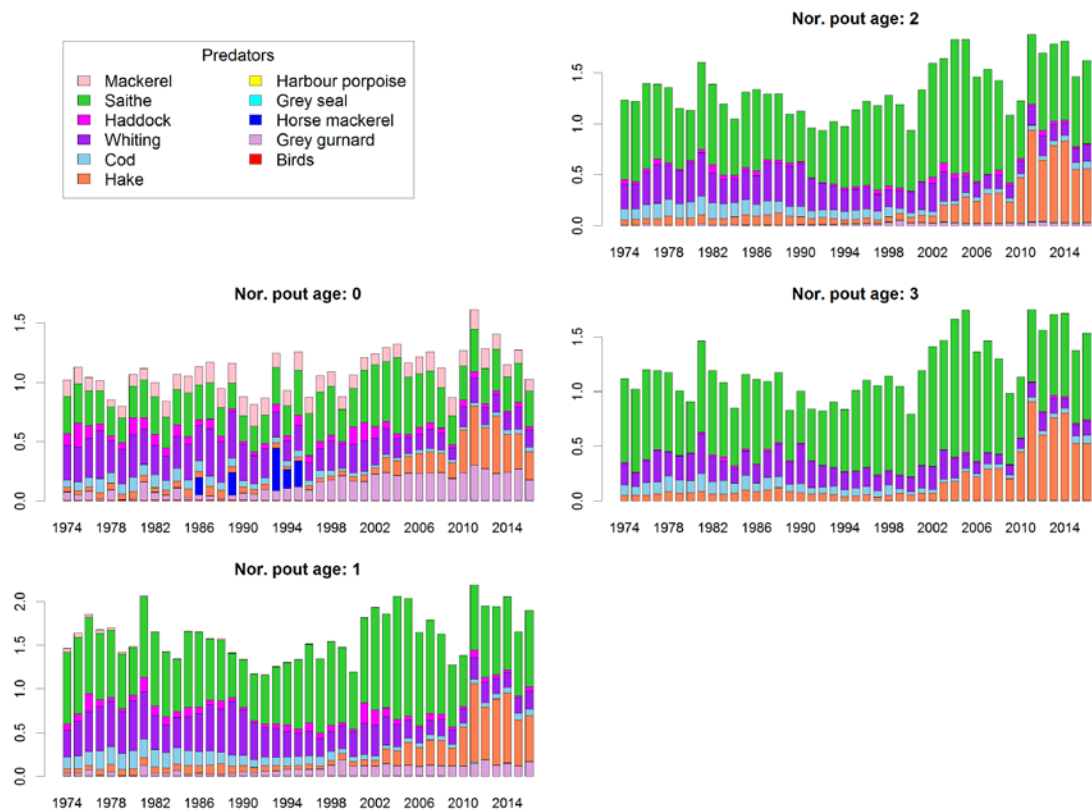 Predators
Mackerel
Saithe
Haddock
Whiting
Cod
Hake
Harbour porpoise
Grey seal
Horse mackerel
Grey gurnard
Birds
Nor. pout age: 2
0.0 0.5 1.0 1.5
1974 1978 1982 1986 1990 1994 1998 2002 2006 2010 2014
Nor. pout age: 0
0.0 0.5 1.0 1.5
1974 1978 1982 1986 1990 1994 1998 2002 2006 2010 2014
Nor. pout age: 3
0.0 0.5 1.0 1.5
1974 1978 1982 1986 1990 1994 1998 2002 2006 2010 2014
Nor. pout age: 1
0.0 0.5 1.0 1.5 2.0
1974 1978 1982 1986 1990 1994 1998 2002 2006 2010 2014